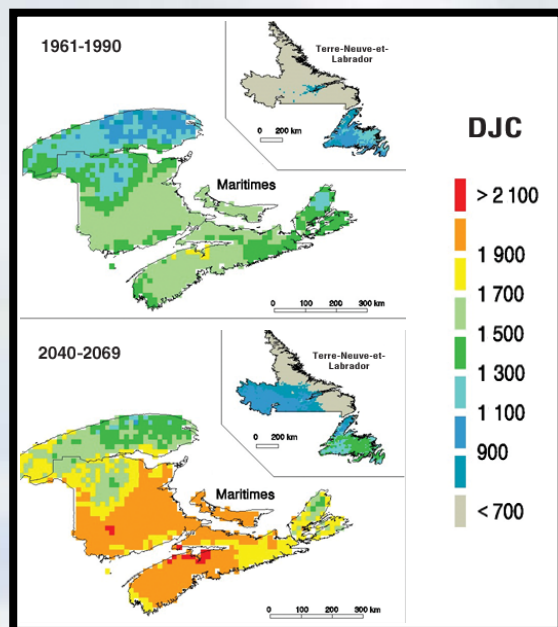 1961-1990
Terre-Neuve-et-
Labrador
0 200 km
Maritimes
0 100 200 300 km
2040-2069
Terre-Neuve-et-
Labrador
0 200 km
Maritimes
0 100 200 300 km
DJC
> 2 100
1 900
1 700
1 500
1 300
1 100
900
< 700